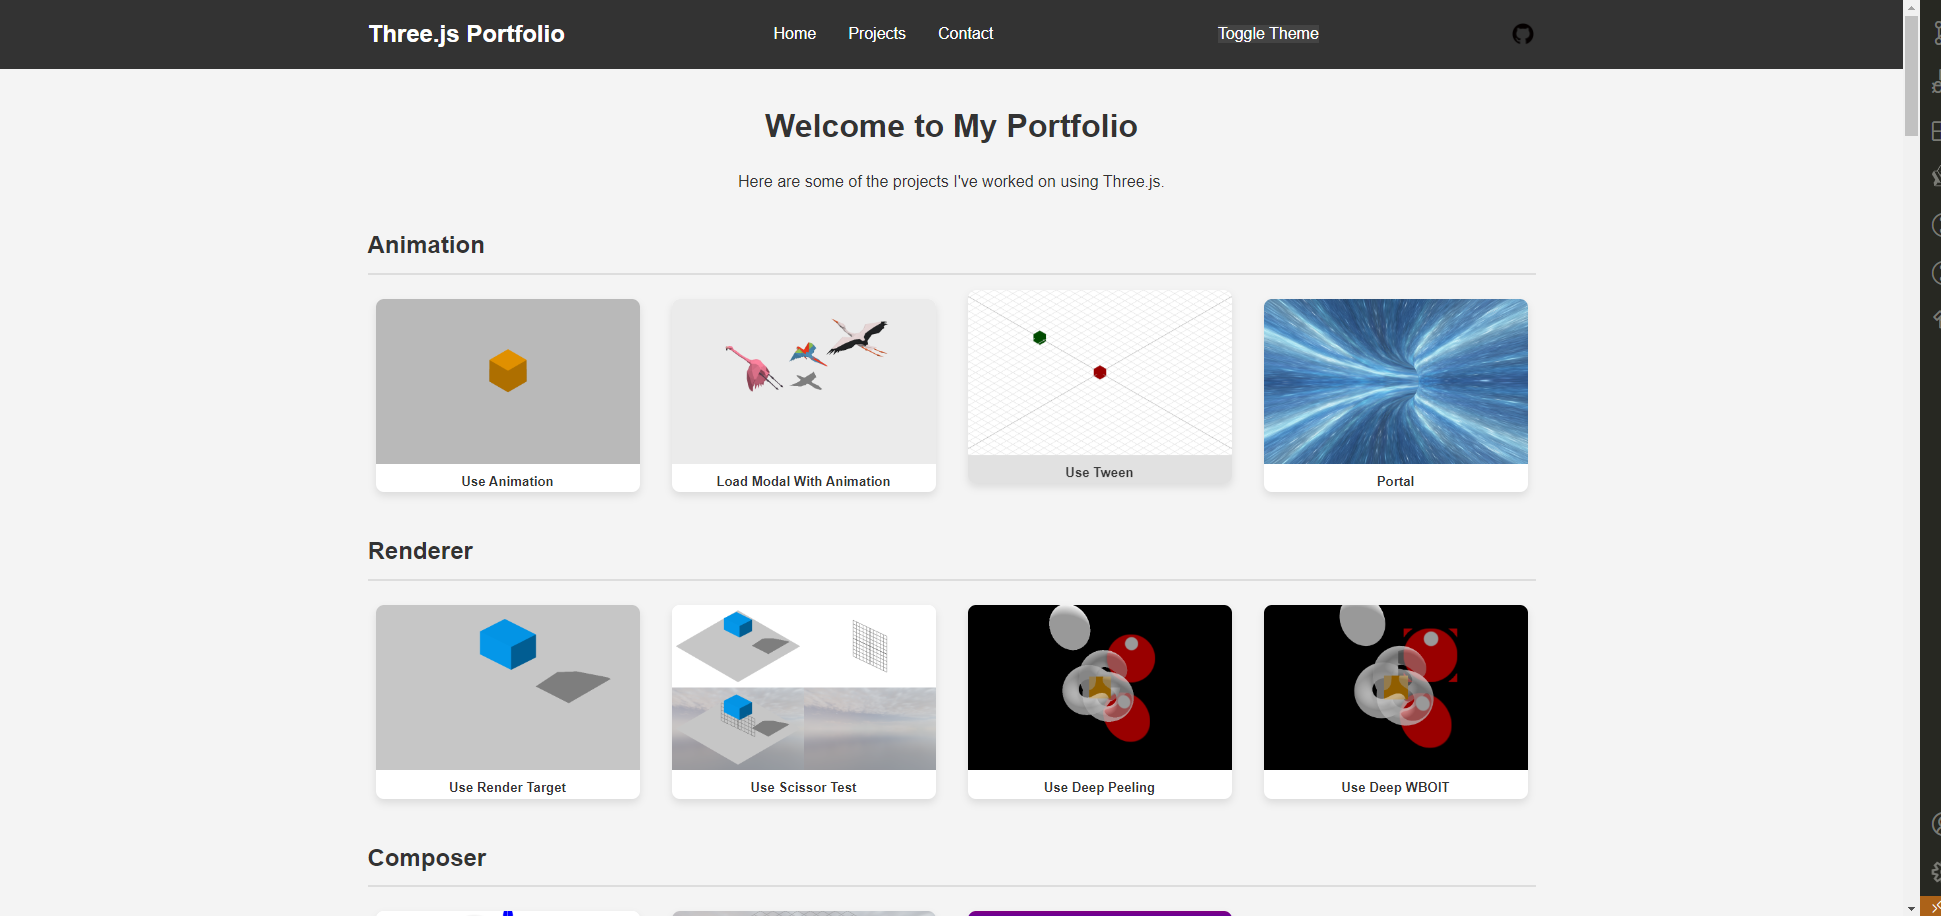 Three.js Portfolio
Home Projects Contact
Toggle Theme
Welcome to My Portfolio
Here are some of the projects I've worked on using Three.js.
Animation
Use Animation
Load Modal With Animation
Use Tween
Portal
Renderer
Use Render Target
Use Scissor Test
Use Deep Peeling
Use Deep WBOIT
Composer